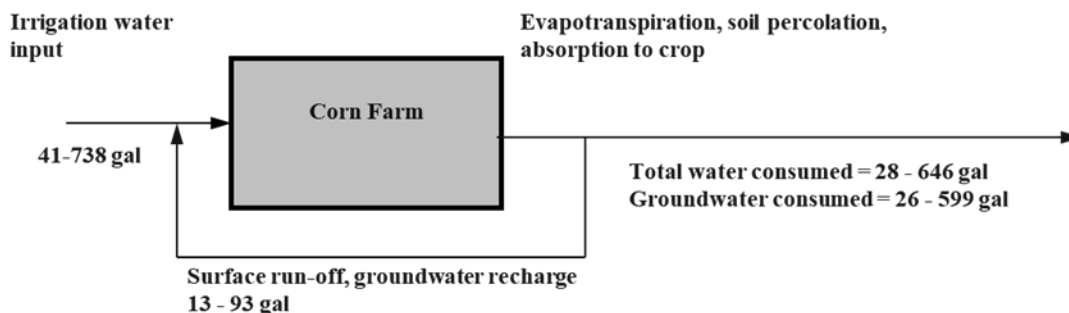 Irrigation water
input
Evapotranspiration, soil percolation,
absorption to crop
Corn Farm
41-738 gal
Total water consumed = 28 - 646 gal
Groundwater consumed = 26 - 599 gal
Surface run-off, groundwater recharge
13 - 93 gal